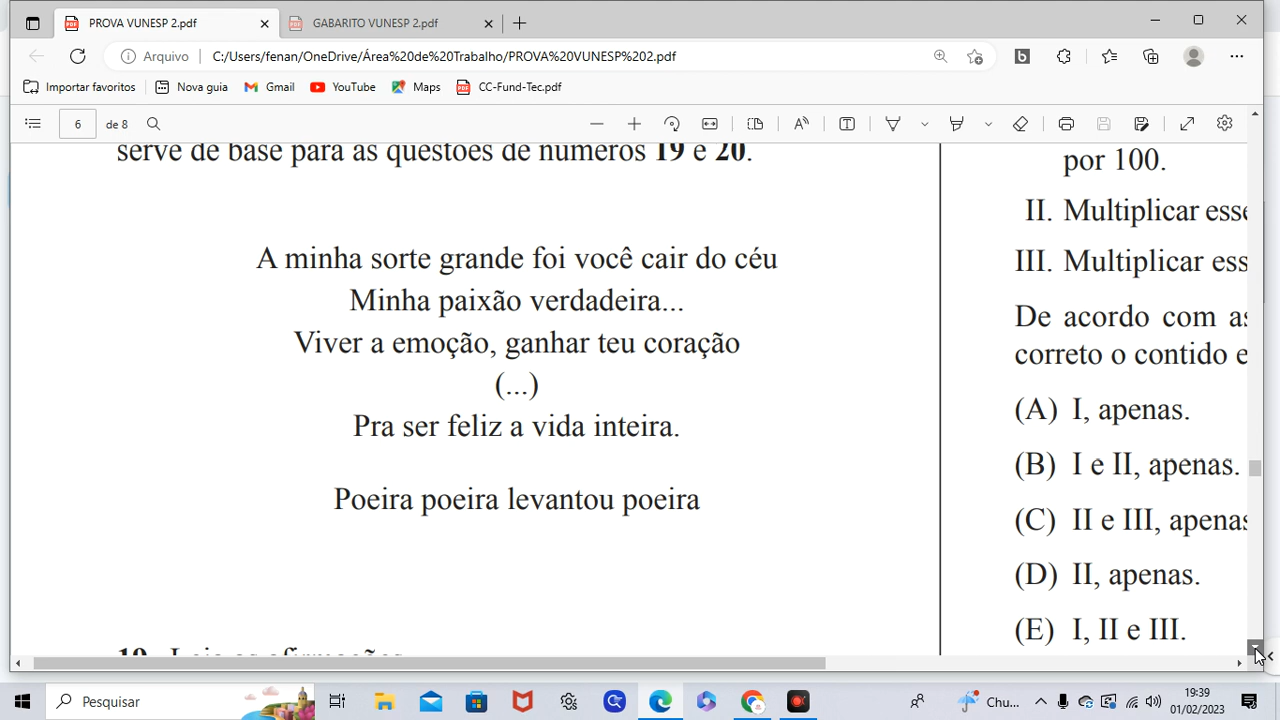 PROVA VUNESP 2.pdf
GABARITO VUNESP 2.pdf
Arquivo
C:/Users/fenan/OneDrive/Área%20de%20Trabalho/PROVA%20VUNESP%202.pdf
Importar favoritos
Nova guia
Gmail
YouTube
Maps
CC-Fund-Tec.pdf
6
de 8
serve de base para as questões de números 19 e 20.
A minha sorte grande foi você cair do céu
Minha paixão verdadeira...
Viver a emoção, ganhar teu coração
(...)
Pra ser feliz a vida inteira.
Poeira poeira levantou poeira
19. Leia as afirmações
por 100.
II. Multiplicar esse
III. Multiplicar ess
De acordo com as
correto o contido e
(A) I, apenas.
(B) I e II, apenas.
(C) II e III, apenas
(D) II, apenas.
(E) I, II e III.
Pesquisar
Chu...
19:39
01/02/2023